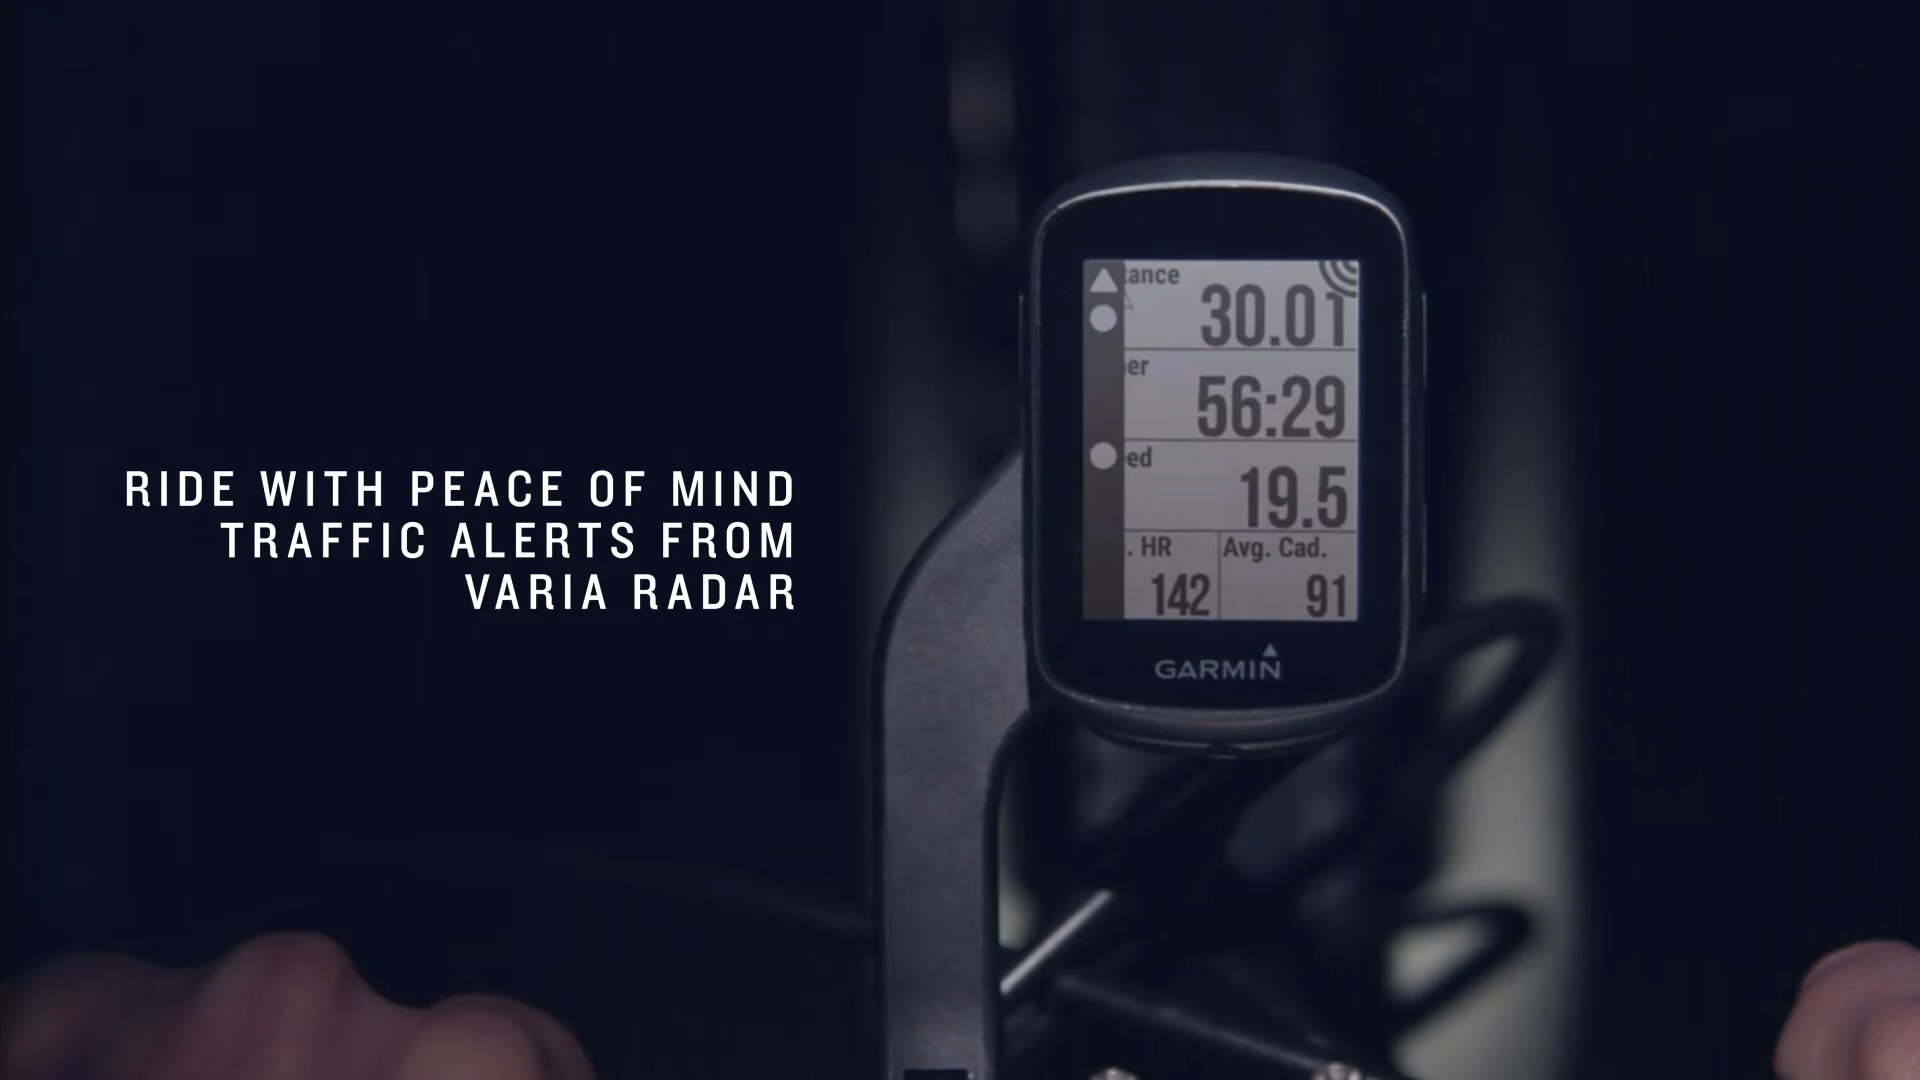 RIDE WITH PEACE OF MIND
TRAFFIC ALERTS FROM
VARIA RADAR
tance
30.01
er
56:29
ed
19.5
. HR
Avg. Cad.
142
91
GARMIN